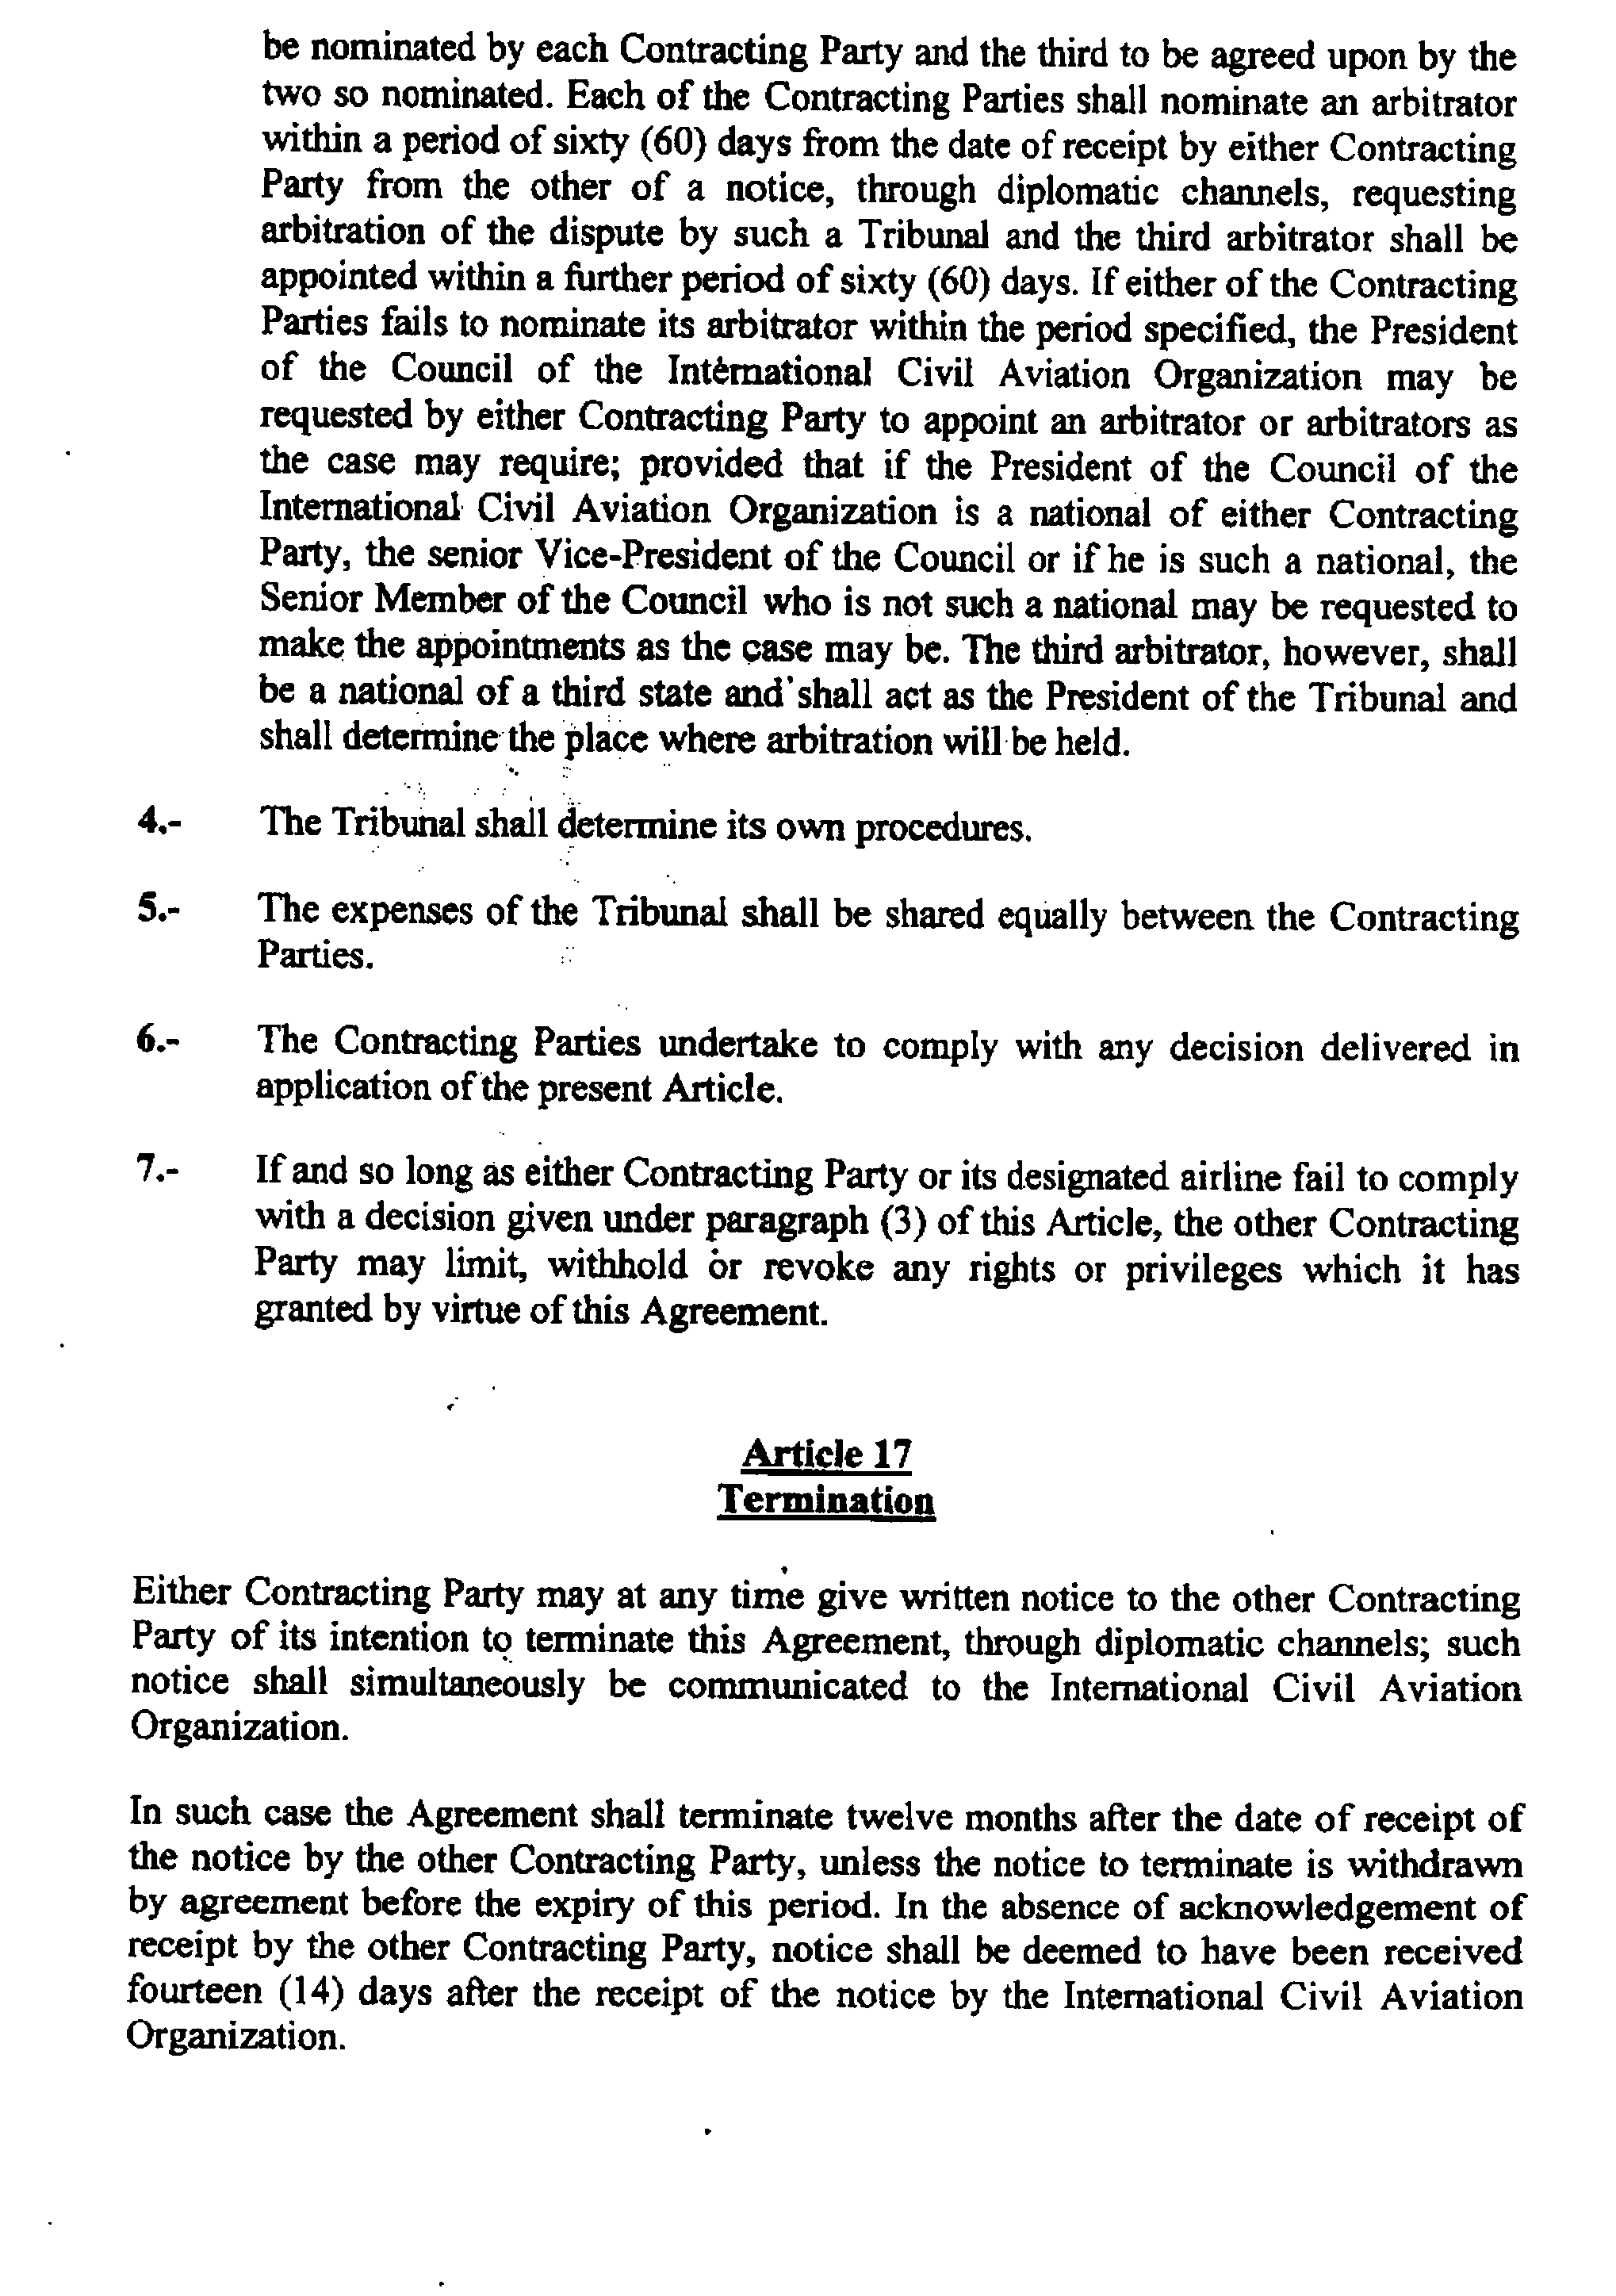 be nominated by each Contracting Party and the third to be agreed upon by the
two so nominated. Each of the Contracting Parties shall nominate an arbitrator
within a period of sixty (60) days from the date of receipt by either Contracting
Party from the other of a notice, through diplomatic channels, requesting
arbitration of the dispute by such a Tribunal and the third arbitrator shall be
appointed within a further period of sixty (60) days. If either of the Contracting
Parties fails to nominate its arbitrator within the period specified, the President
of the Council of the International Civil Aviation Organization may be
requested by either Contracting Party to appoint an arbitrator or arbitrators as
the case may require; provided that if the President of the Council of the
International Civil Aviation Organization is a national of either Contracting
Party, the senior Vice-President of the Council or if he is such a national, the
Senior Member of the Council who is not such a national may be requested to
make the appointments as the case may be. The third arbitrator, however, shall
be a national of a third state and shall act as the President of the Tribunal and
shall determine the place where arbitration will be held.
4.- The Tribunal shall determine its own procedures.
5.- The expenses of the Tribunal shall be shared equally between the Contracting
Parties.
6.- The Contracting Parties undertake to comply with any decision delivered in
application of the present Article.
7.- If and so long as either Contracting Party or its designated airline fail to comply
with a decision given under paragraph (3) of this Article, the other Contracting
Party may limit, withhold or revoke any rights or privileges which it has
granted by virtue of this Agreement.
Article 17
Termination
Either Contracting Party may at any time give written notice to the other Contracting
Party of its intention to terminate this Agreement, through diplomatic channels; such
notice shall simultaneously be communicated to the International Civil Aviation
Organization.
In such case the Agreement shall terminate twelve months after the date of receipt of
the notice by the other Contracting Party, unless the notice to terminate is withdrawn
by agreement before the expiry of this period. In the absence of acknowledgement of
receipt by the other Contracting Party, notice shall be deemed to have been received
fourteen (14) days after the receipt of the notice by the International Civil Aviation
Organization.